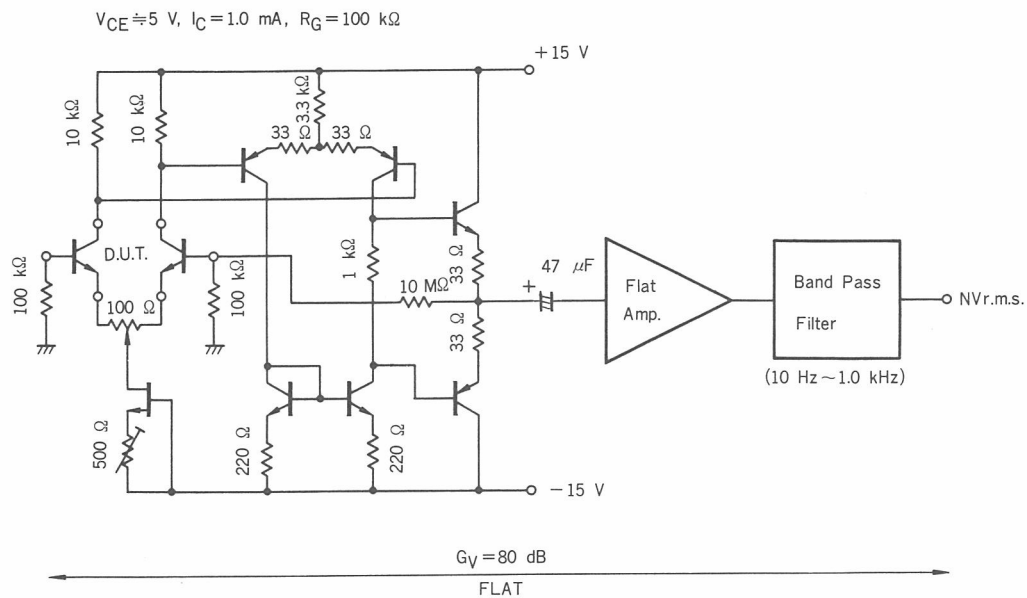 V_CE≒5 V, I_C=1.0 mA, R_G=100 kΩ
+15 V
10 kΩ
10 kΩ
3.3 kΩ
33 Ω
33 Ω
D.U.T.
100 kΩ
100 Ω
100 kΩ
1 kΩ
10 MΩ
33 Ω
33 Ω
+
47 μF
Flat
Amp.
Band Pass
Filter
NVr.m.s.
(10 Hz~1.0 kHz)
500 Ω
220 Ω
220 Ω
−15 V
G_V=80 dB
FLAT